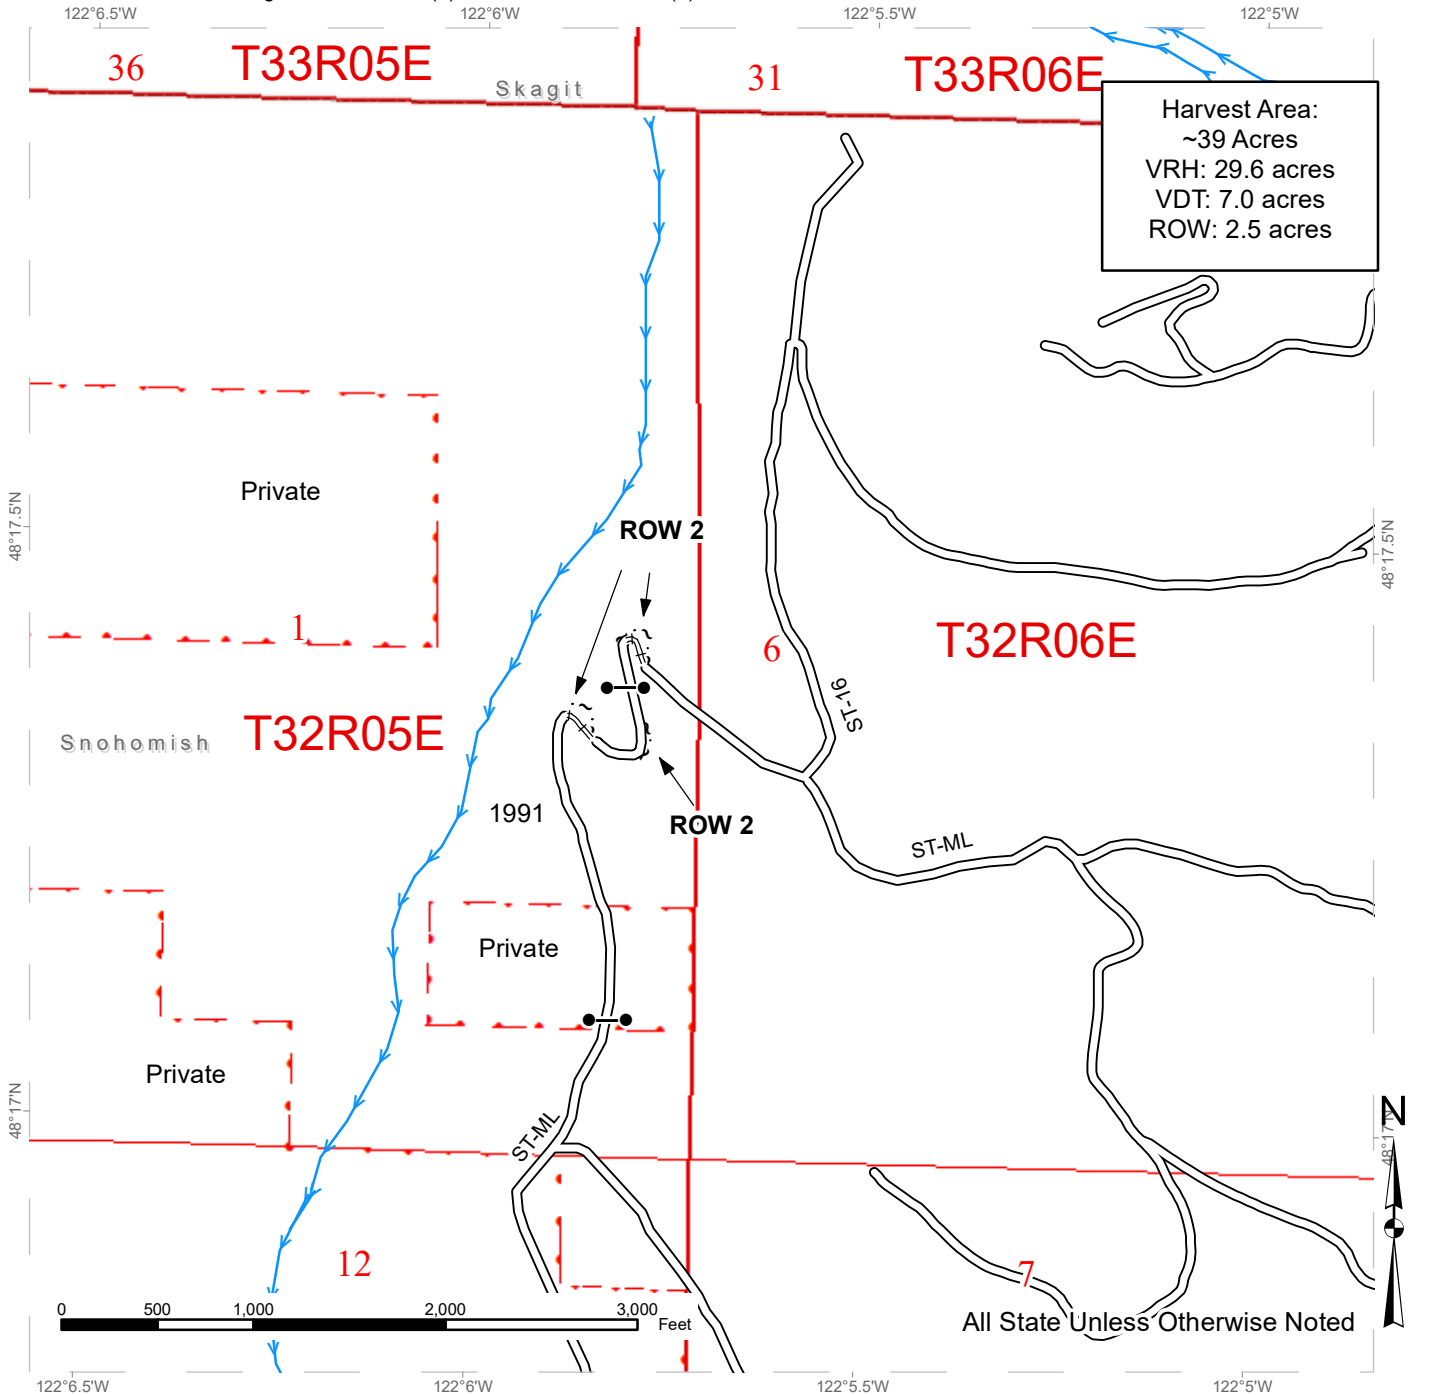 122°6.5'W
122°6'W
122°5.5'W
122°5'W
36
T33R05E
Skagit
31
T33R06E
Harvest Area:
~39 Acres
VRH: 29.6 acres
VDT: 7.0 acres
ROW: 2.5 acres
Private
48°17.5'N
ROW 2
48°17.5'N
1
6
T32R06E
ST-16
Snohomish
T32R05E
1991
ROW 2
ST-ML
Private
Private
48°17'N
ST-ML
N
48°17'N
12
7
0
500
1,000
2,000
3,000
Feet
All State Unless Otherwise Noted
122°6.5'W
122°6'W
122°5.5'W
122°5'W